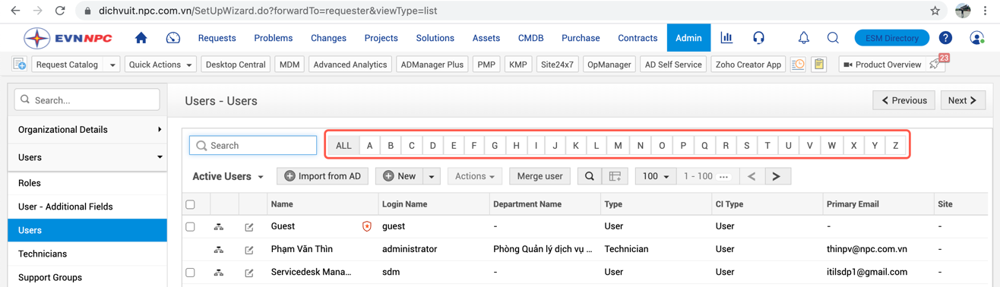 dichvuit.npc.com.vn/SetUpWizard.do?forwardTo=requester&viewType=list
EVNNPC Requests Problems Changes Projects Solutions Assets CMDB Purchase Contracts Admin ESM Directory ?
Request Catalog Quick Actions Desktop Central MDM Advanced Analytics ADManager Plus PMP KMP Site24x7 OpManager AD Self Service Zoho Creator App Product Overview 23
Search...
Users - Users
Previous Next
Organizational Details
Search
ALL A B C D E F G H I J K L M N O P Q R S T U V W X Y Z
Users
Active Users Import from AD New Actions Merge user 100 1 - 100 ...
Roles
User - Additional Fields
Users
Technicians
Support Groups
Name Login Name Department Name Type CI Type Primary Email Site
Guest guest - User User - -
Phạm Văn Thìn administrator Phòng Quản lý dịch vụ ... Technician User thinpv@npc.com.vn -
Servicedesk Mana... sdm - User User itilsdp1@gmail.com -